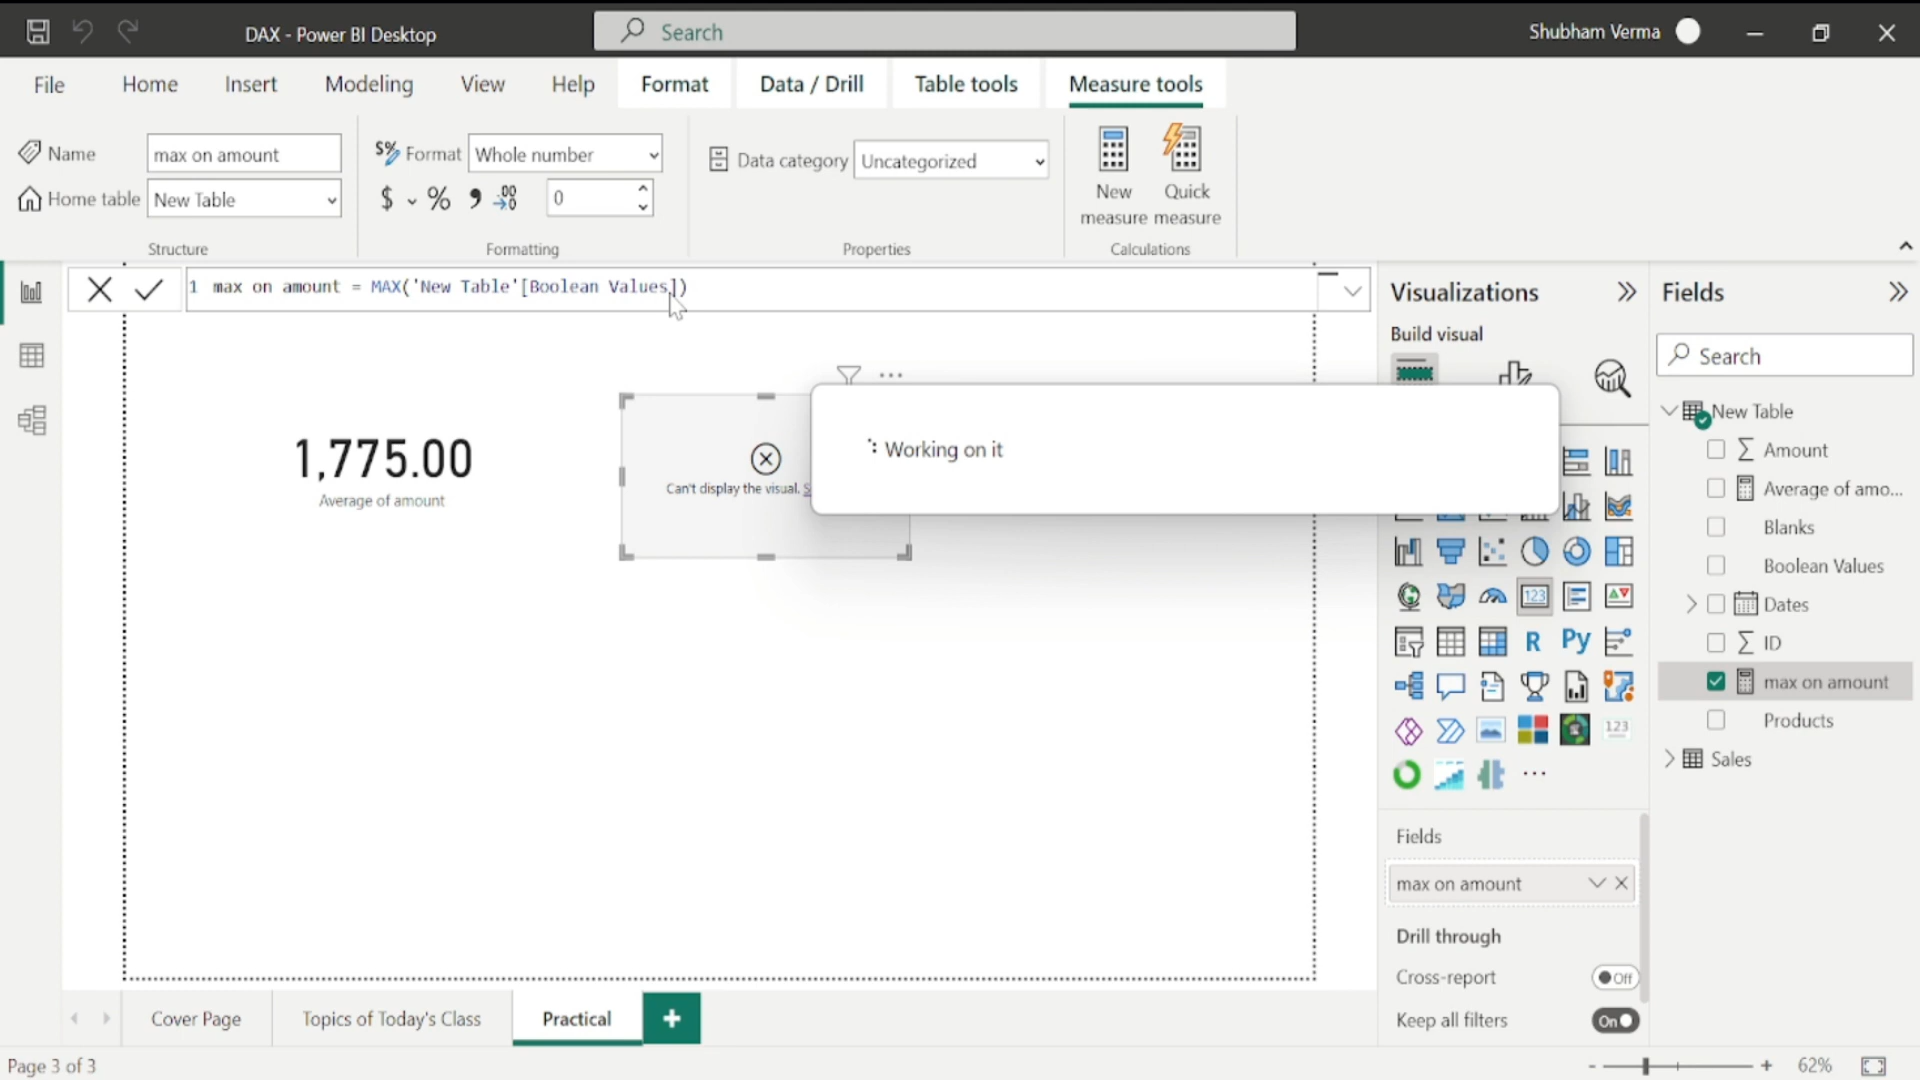 DAX - Power BI Desktop
Search
Shubham Verma
File
Home
Insert
Modeling
View
Help
Format
Data / Drill
Table tools
Measure tools
Name
max on amount
Home table
New Table
Structure
Format
Whole number
$ % 9 .00
0
Formatting
Data category
Uncategorized
Properties
New measure
Quick measure
Calculations
1 max on amount = MAX('New Table'[Boolean Values])
1,775.00
Average of amount
Can't display the visual.
Working on it
Visualizations
Build visual
123
R
Py
123
Fields
max on amount
Drill through
Cross-report
Off
Keep all filters
On
Fields
Search
New Table
Amount
Average of amo...
Blanks
Boolean Values
Dates
ID
max on amount
Products
Sales
Cover Page
Topics of Today's Class
Practical
+
Page 3 of 3
- + 62%